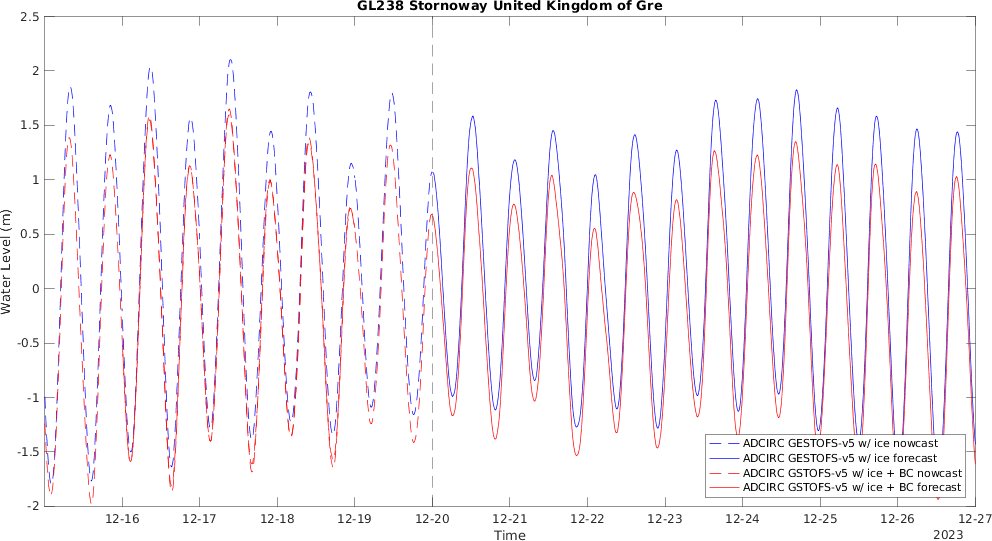 GL238 Stornoway United Kingdom of Gre
2.5
2
1.5
1
0.5
0
-0.5
-1
-1.5
-2
Water Level (m)
ADCIRC GESTOFS-v5 w/ ice nowcast
ADCIRC GESTOFS-v5 w/ ice forecast
ADCIRC GSTOFS-v5 w/ ice + BC nowcast
ADCIRC GSTOFS-v5 w/ ice + BC forecast
12-16 12-17 12-18 12-19 12-20 12-21 12-22 12-23 12-24 12-25 12-26 12-27
Time
2023